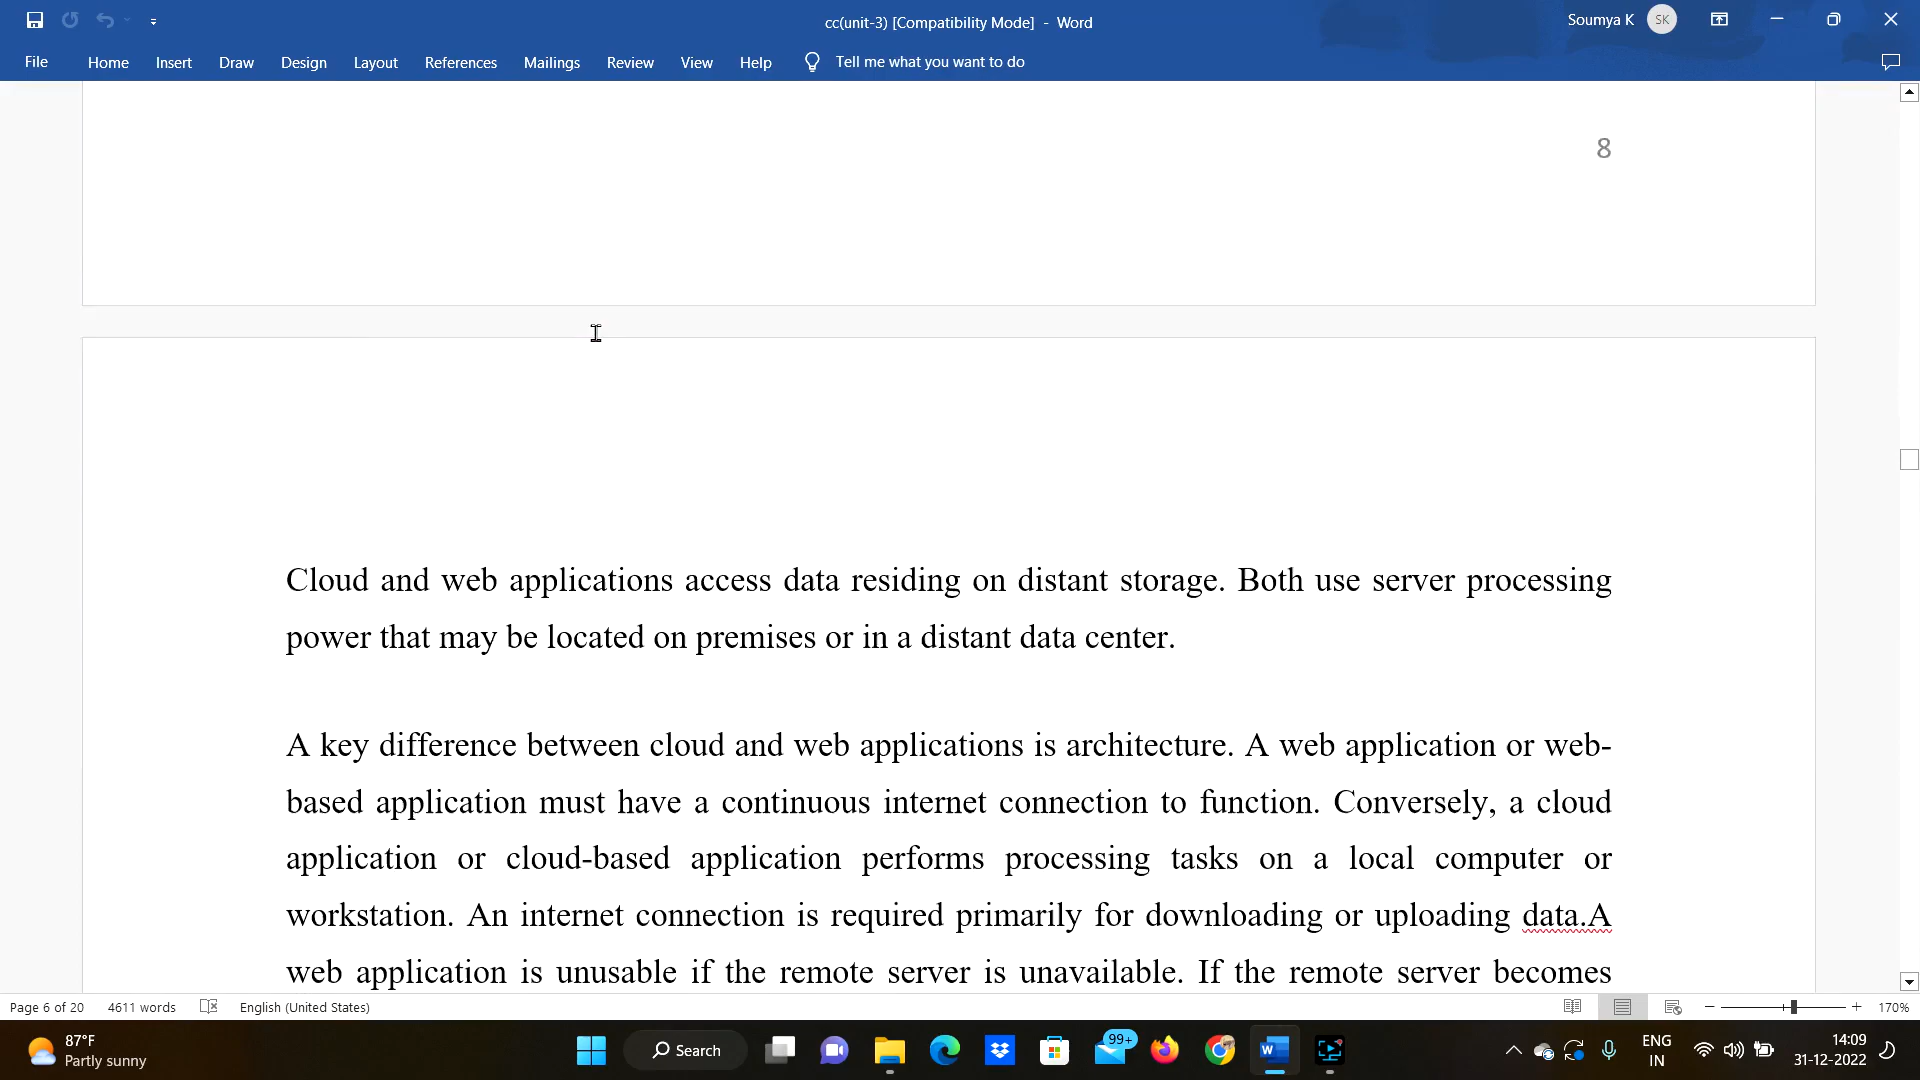 cc(unit-3) [Compatibility Mode] - Word
Soumya K
SK
File
Home
Insert
Draw
Design
Layout
References
Mailings
Review
View
Help
Tell me what you want to do
8
Cloud and web applications access data residing on distant storage. Both use server processing
power that may be located on premises or in a distant data center.
A key difference between cloud and web applications is architecture. A web application or web-
based application must have a continuous internet connection to function. Conversely, a cloud
application or cloud-based application performs processing tasks on a local computer or
workstation. An internet connection is required primarily for downloading or uploading data.A
web application is unusable if the remote server is unavailable. If the remote server becomes
Page 6 of 20
4611 words
English (United States)
170%
87°F
Partly sunny
Search
99+
ENG
IN
14:09
31-12-2022